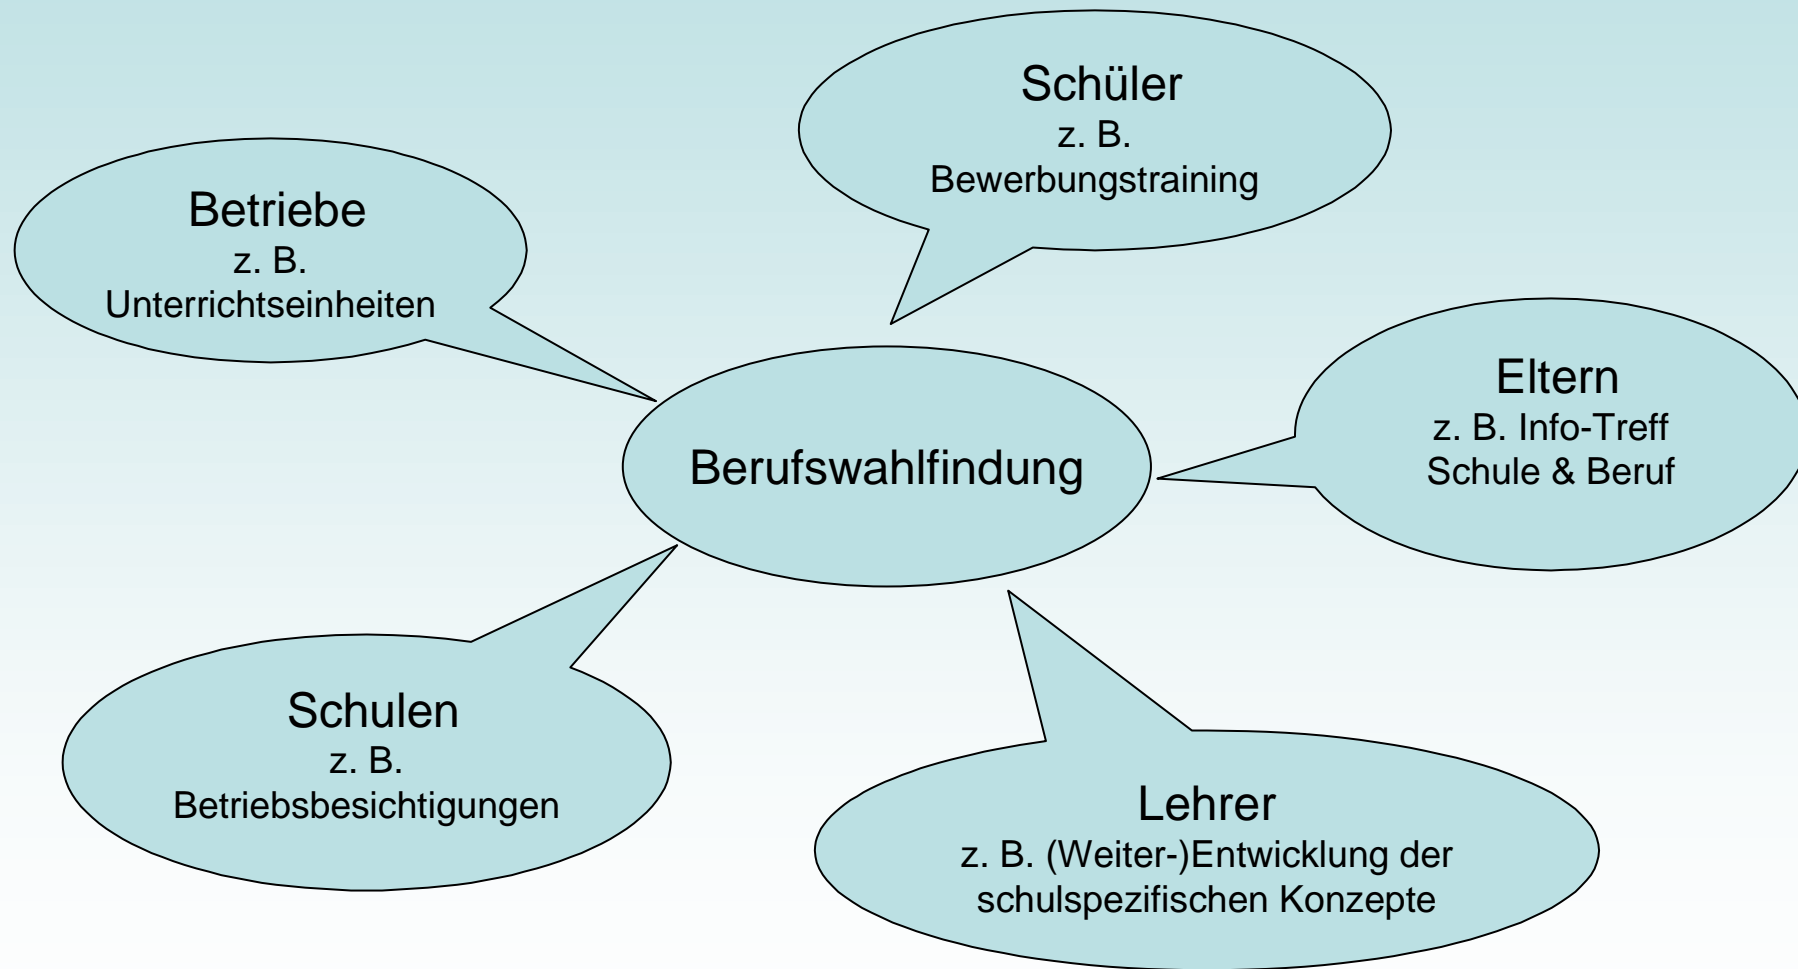 Schüler
z. B.
Bewerbungstraining
Betriebe
z. B.
Unterrichtseinheiten
Eltern
z. B. Info-Treff
Schule & Beruf
Berufswahlfindung
Schulen
z. B.
Betriebsbesichtigungen
Lehrer
z. B. (Weiter-)Entwicklung der
schulspezifischen Konzepte